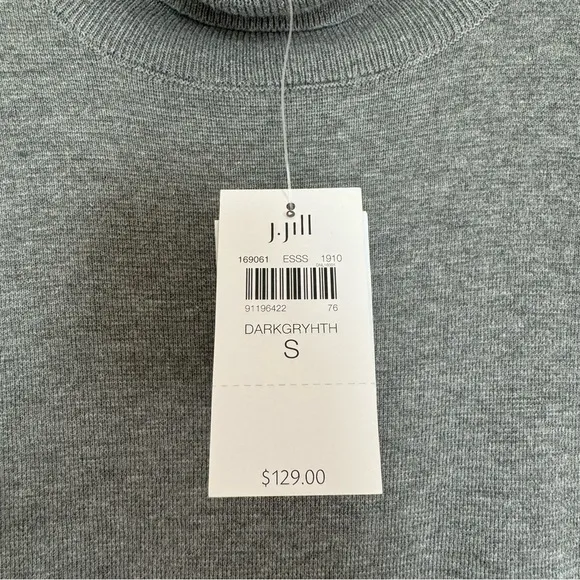 J.Jill
169061 ESSS 1910
91196422 76
DARKGRYHTH
S
$129.00